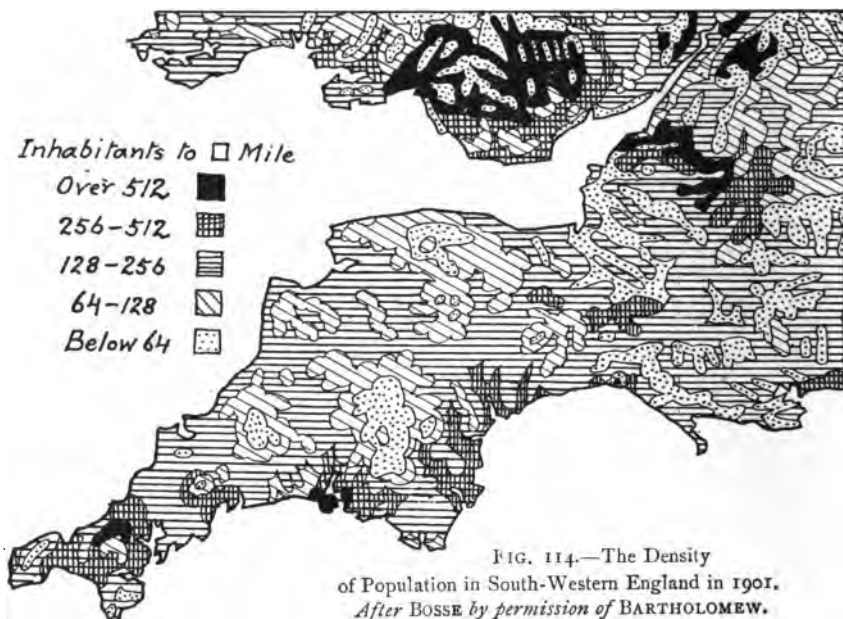 Inhabitants to □ Mile
Over 512
256-512
128-256
64-128
Below 64
FIG. 114.—The Density
of Population in South-Western England in 1901.
After BOSSE by permission of BARTHOLOMEW.